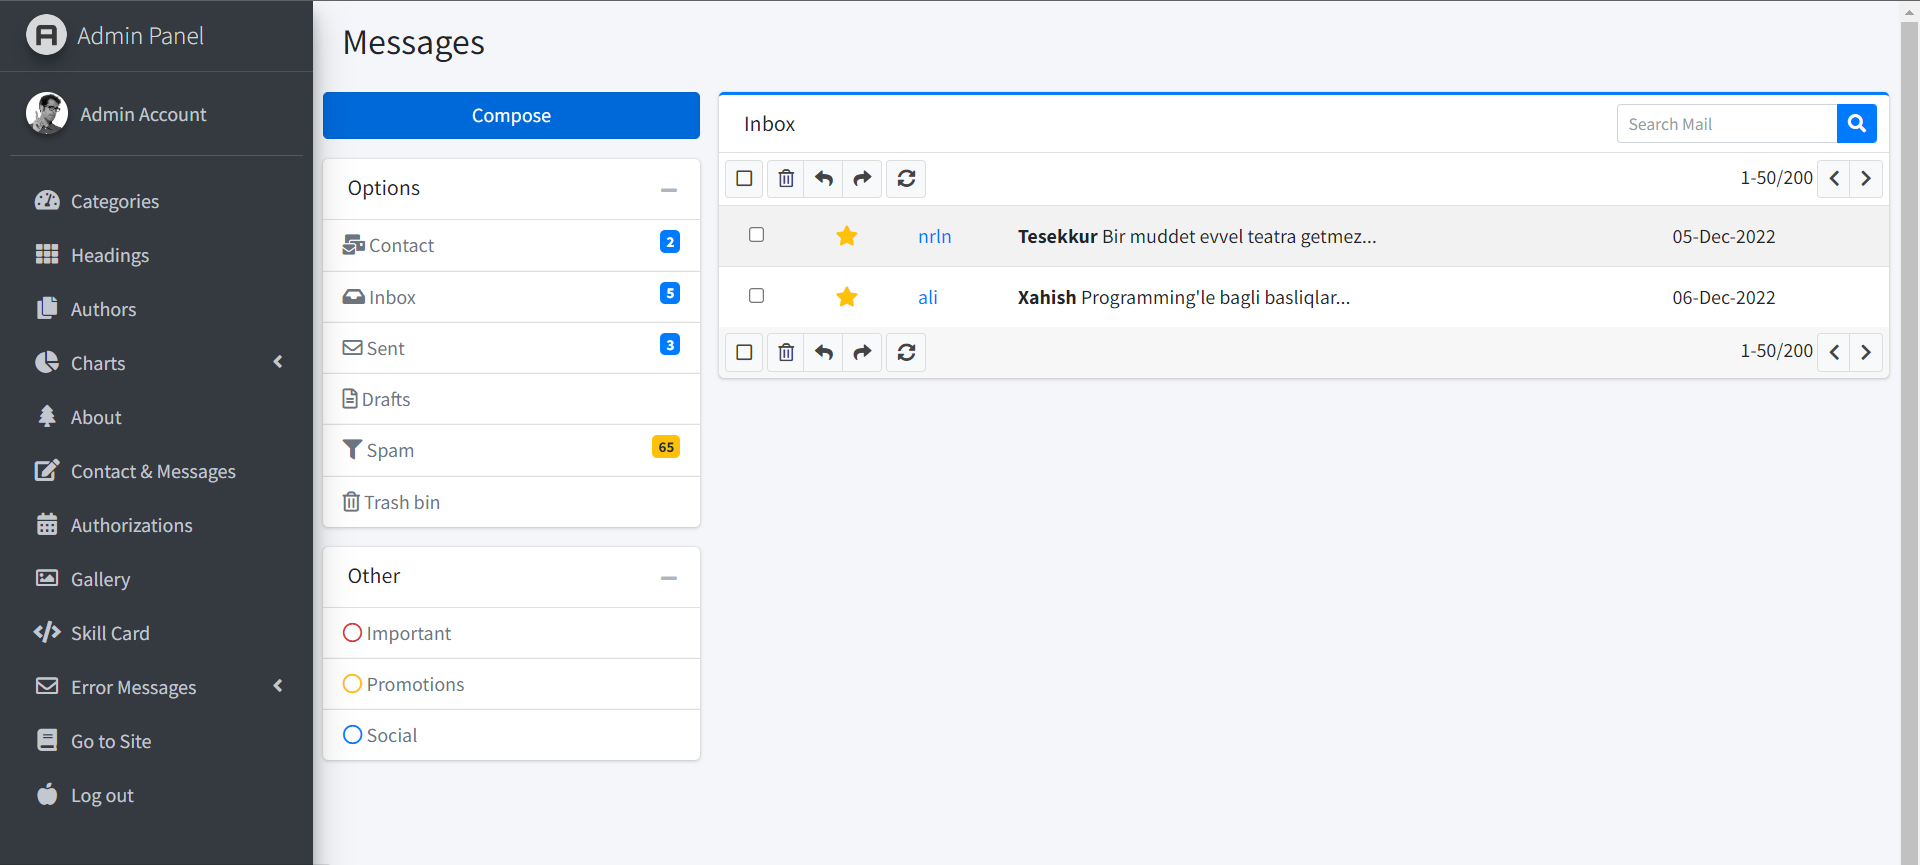 Admin Panel
Admin Account
Categories
Headings
Authors
Charts
About
Contact & Messages
Authorizations
Gallery
Skill Card
Error Messages
Go to Site
Log out
Messages
Compose
Options
Contact 2
Inbox 5
Sent 3
Drafts
Spam 65
Trash bin
Other
Important
Promotions
Social
Inbox
Search Mail
1-50/200
nrln Tesekkur Bir muddet evvel teatra getmez... 05-Dec-2022
ali Xahish Programming'le bagli basliqlar... 06-Dec-2022
1-50/200